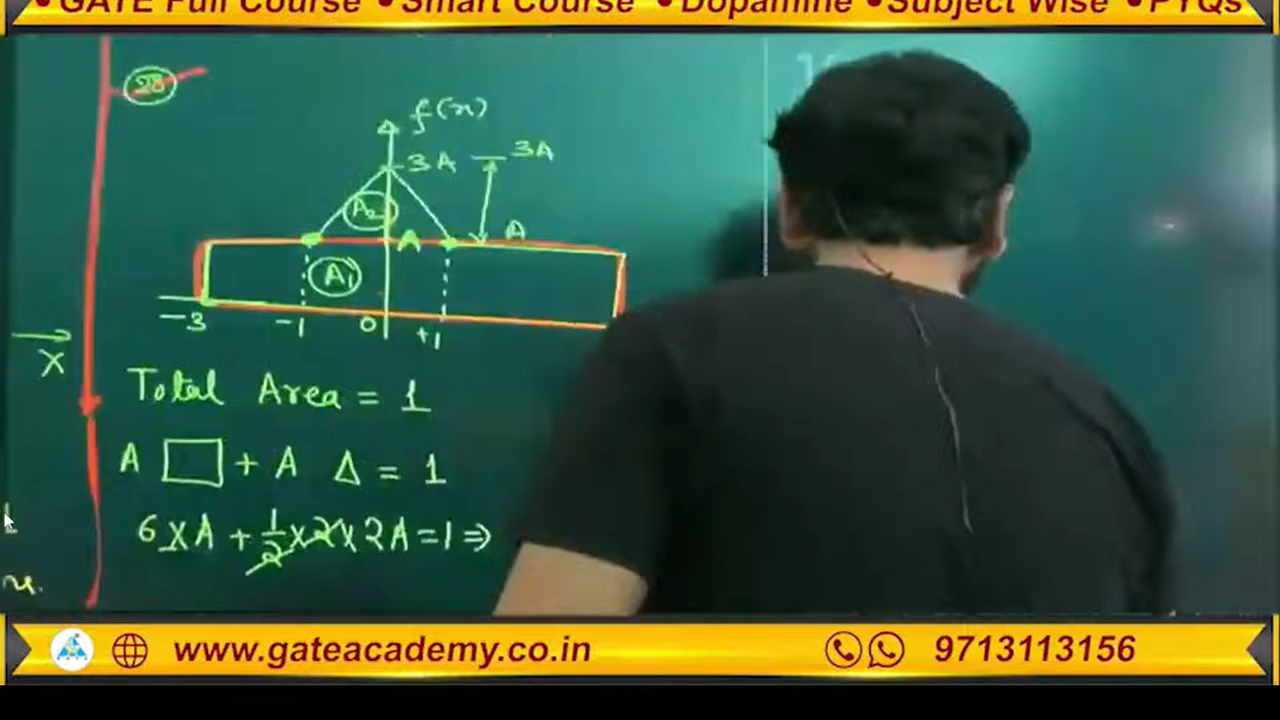 • GATE Full Course • Smart Course • Dopamine • Subject Wise • PYQs
28
f(x)
3A
3A
A2
A
A
A1
-3 -1 0 +1
X
Total Area = 1
A □ + A Δ = 1
6 x A + 1/2 x 2 x 2A = 1 ⇒
www.gateacademy.co.in 9713113156